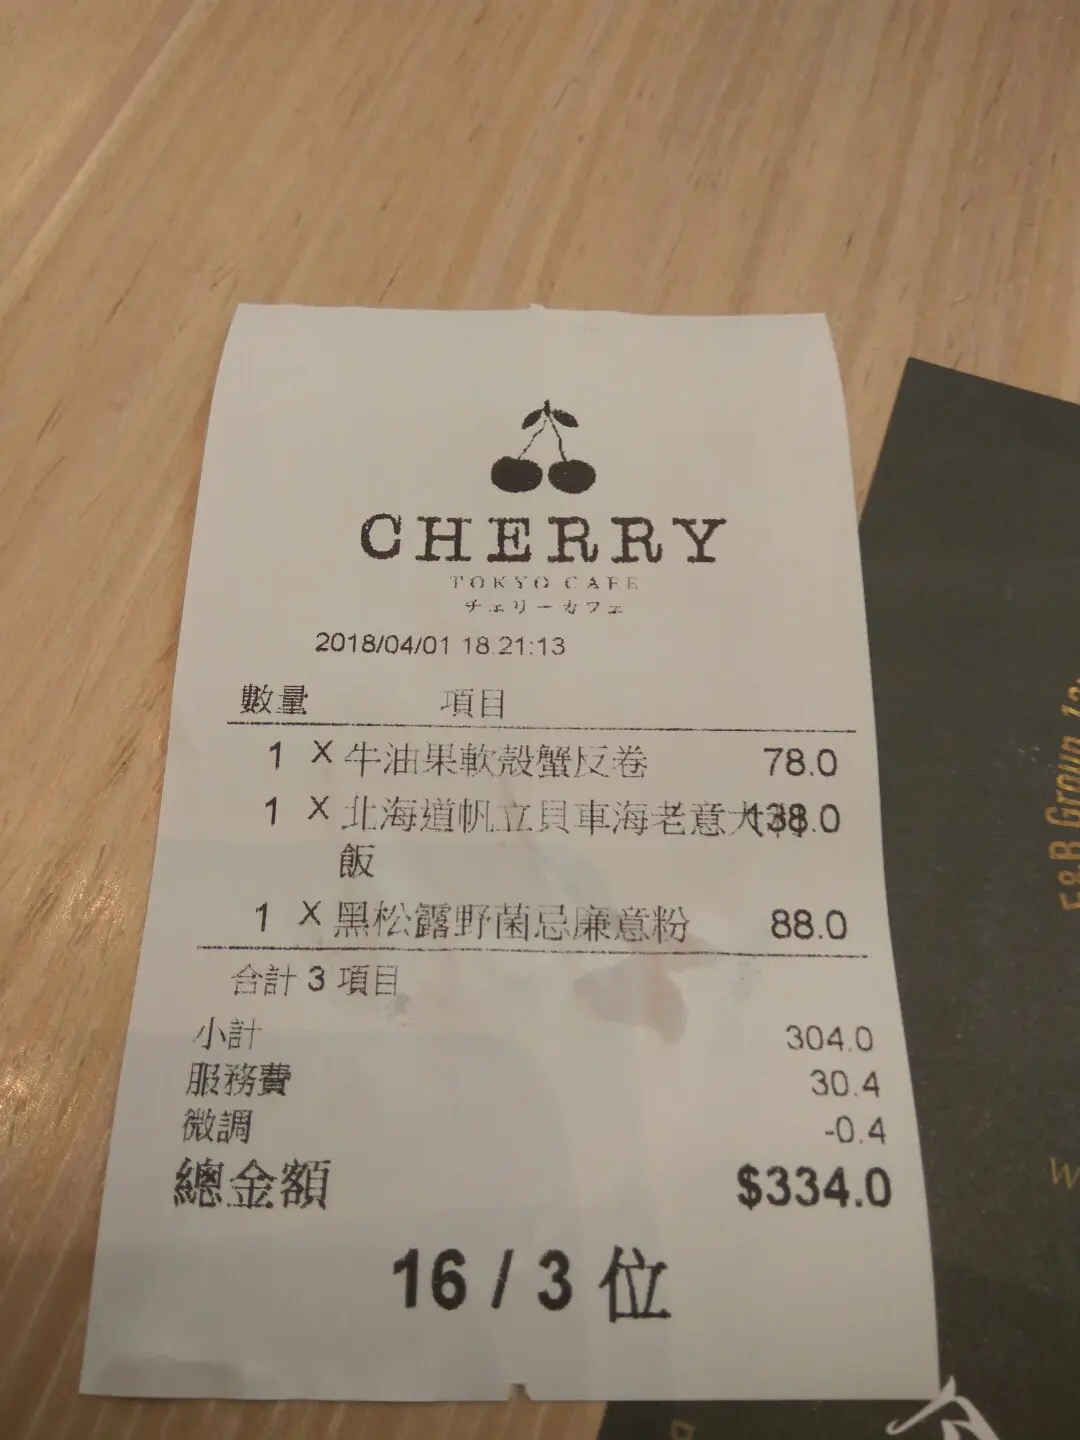 CHERRY
TOKYO CAFE
チェリーカフェ
2018/04/01 18:21:13
數量 項目
1 X 牛油果軟殼蟹反卷 78.0
1 X 北海道帆立貝車海老意大 138.0
飯
1 X 黑松露野菌忌廉意粉 88.0
合計 3 項目
小計 304.0
服務費 30.4
微調 -0.4
總金額 $334.0
16 / 3 位
F&B Group